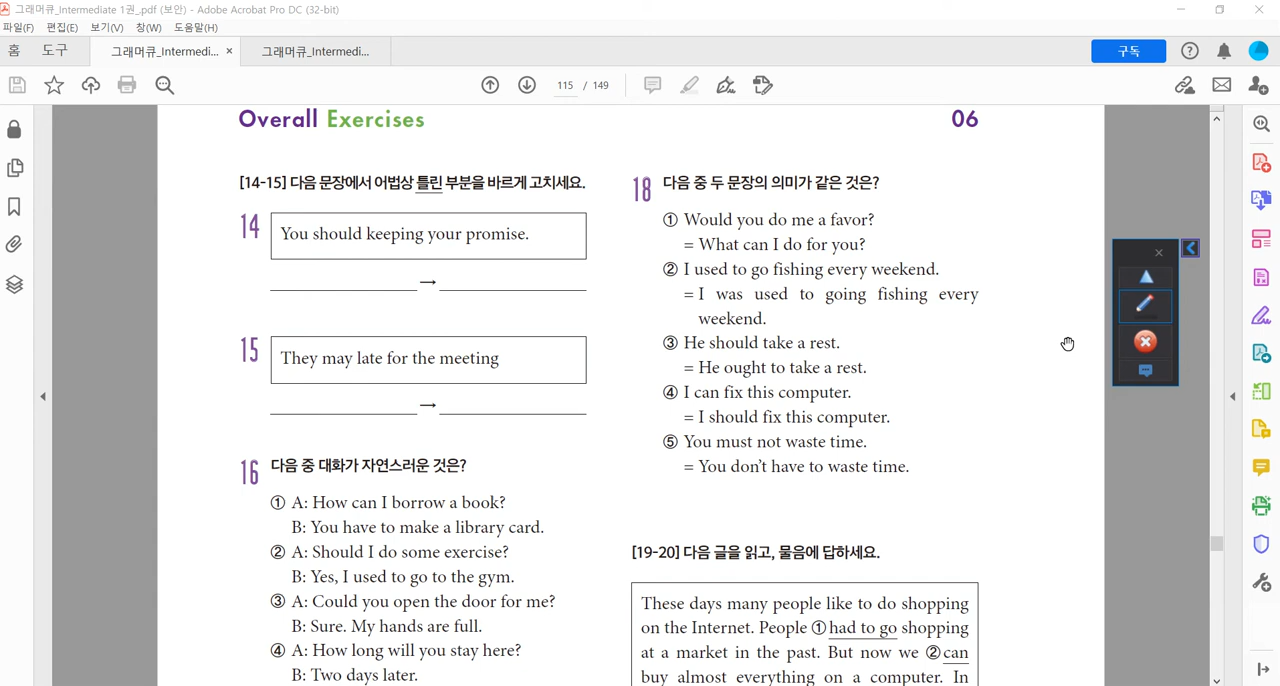 그래머큐_Intermediate 1권_.pdf (보안) - Adobe Acrobat Pro DC (32-bit)
파일(F) 편집(E) 보기(V) 창(W) 도움말(H)
홈 도구 그래머큐_Intermedi... × 그래머큐_Intermedi... 구독
115 / 149
Overall Exercises 06
[14-15] 다음 문장에서 어법상 틀린 부분을 바르게 고치세요.
14 You should keeping your promise.
→
15 They may late for the meeting
→
16 다음 중 대화가 자연스러운 것은?
① A: How can I borrow a book?
B: You have to make a library card.
② A: Should I do some exercise?
B: Yes, I used to go to the gym.
③ A: Could you open the door for me?
B: Sure. My hands are full.
④ A: How long will you stay here?
B: Two days later.
18 다음 중 두 문장의 의미가 같은 것은?
① Would you do me a favor?
= What can I do for you?
② I used to go fishing every weekend.
= I was used to going fishing every
weekend.
③ He should take a rest.
= He ought to take a rest.
④ I can fix this computer.
= I should fix this computer.
⑤ You must not waste time.
= You don't have to waste time.
[19-20] 다음 글을 읽고, 물음에 답하세요.
These days many people like to do shopping
on the Internet. People ① had to go shopping
at a market in the past. But now we ② can
buy almost everything on a computer. In